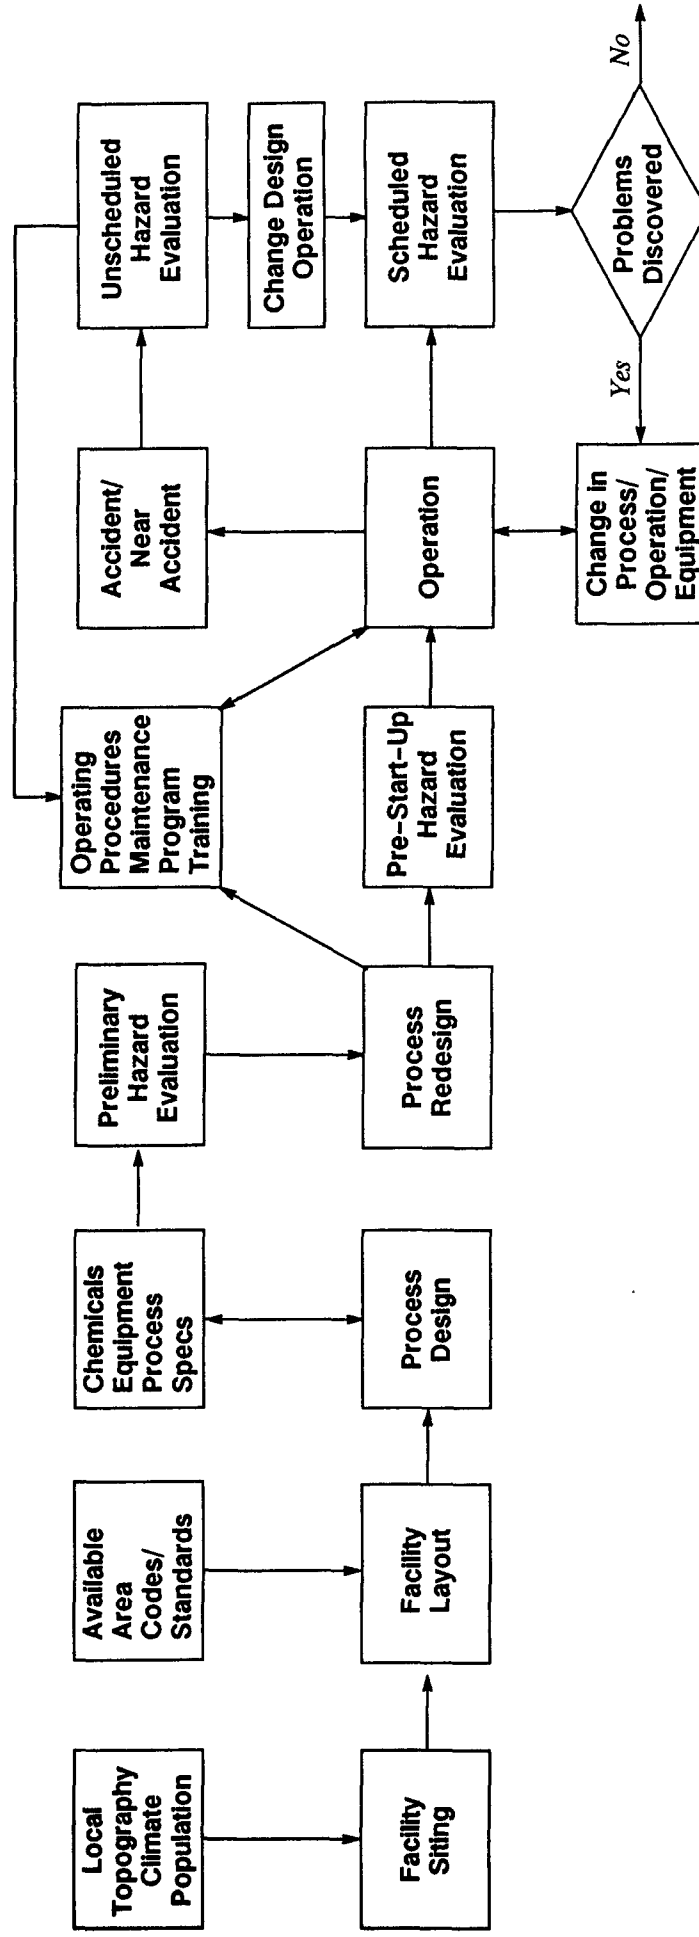 Local
Topography
Climate
Population
Available
Area
Codes/
Standards
Chemicals
Equipment
Process
Specs
Preliminary
Hazard
Evaluation
Operating
Procedures
Maintenance
Program
Training
Accident/
Near
Accident
Unscheduled
Hazard
Evaluation
Change Design
Operation
Facility
Siting
Facility
Layout
Process
Design
Process
Redesign
Pre-Start-Up
Hazard
Evaluation
Operation
Scheduled
Hazard
Evaluation
Change in
Process/
Operation/
Equipment
Yes
Problems
Discovered
No